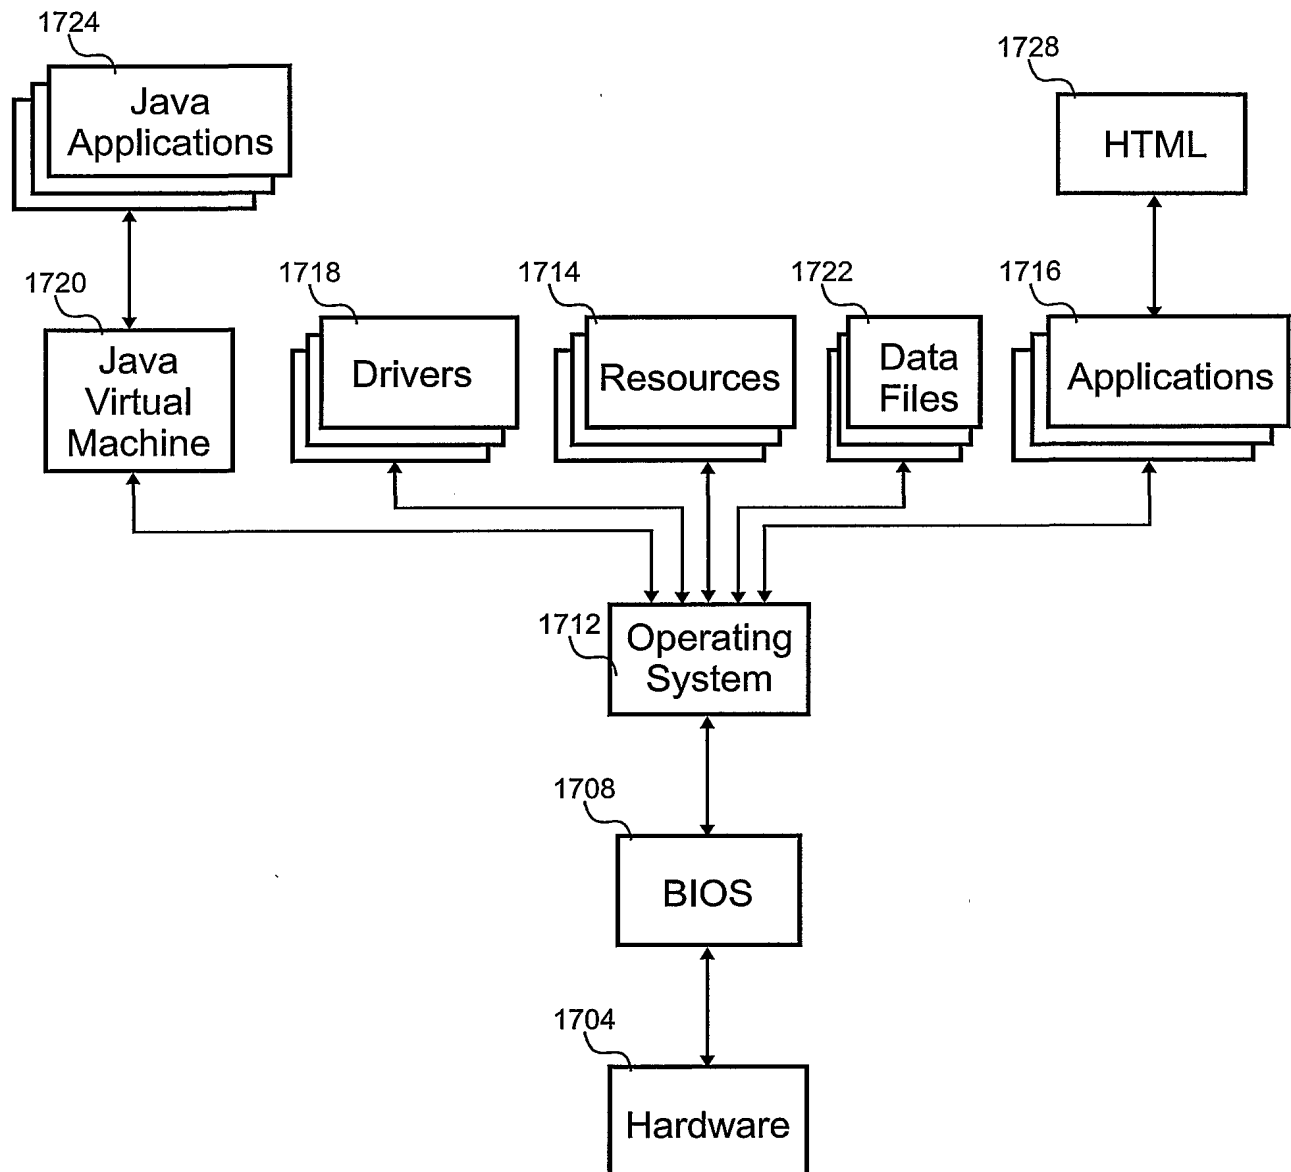 1724
Java
Applications
1728
HTML
1720
Java
Virtual
Machine
1718
Drivers
1714
Resources
1722
Data
Files
1716
Applications
1712
Operating
System
1708
BIOS
1704
Hardware